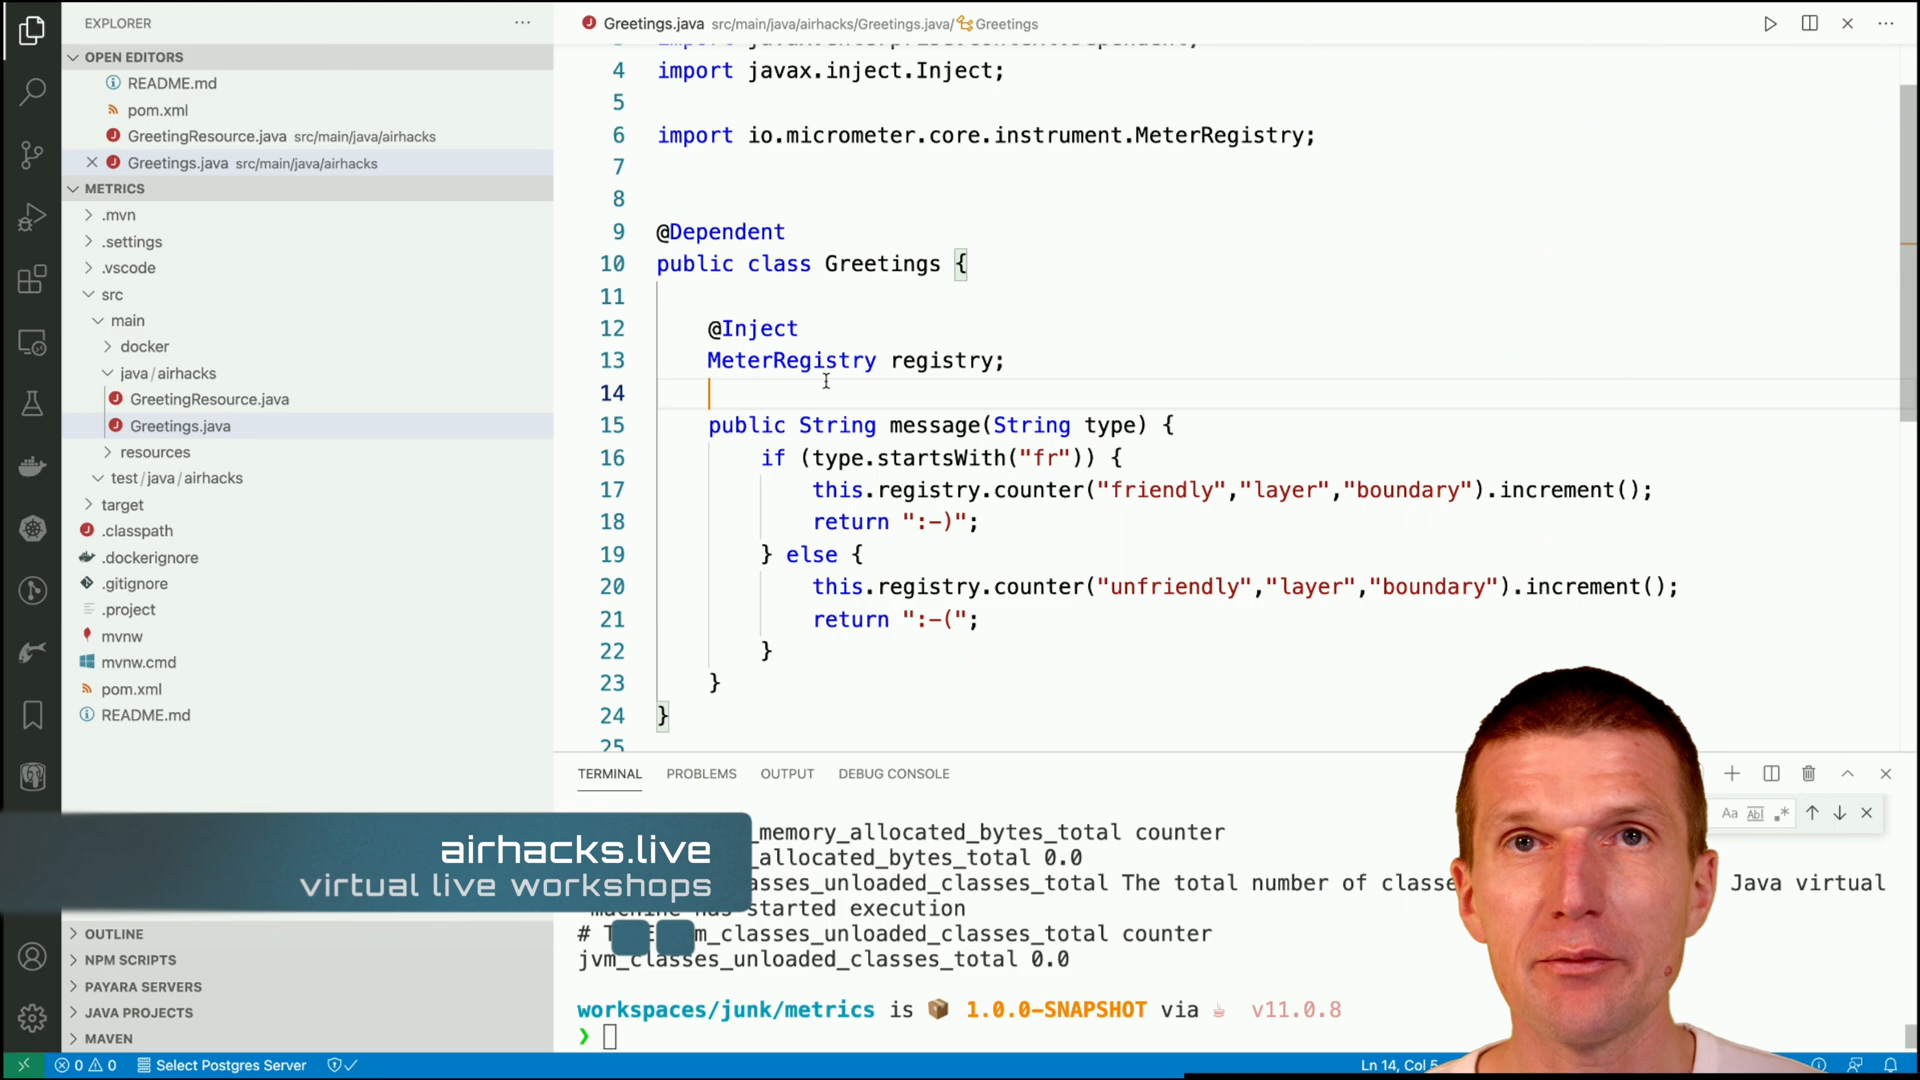 EXPLORER
OPEN EDITORS
README.md
pom.xml
GreetingResource.java src/main/java/airhacks
Greetings.java src/main/java/airhacks
METRICS
.mvn
.settings
.vscode
src
main
docker
java/airhacks
GreetingResource.java
Greetings.java
resources
test/java/airhacks
target
.classpath
.dockerignore
.gitignore
.project
mvnw
mvnw.cmd
pom.xml
README.md
OUTLINE
NPM SCRIPTS
PAYARA SERVERS
JAVA PROJECTS
MAVEN
Greetings.java src/main/java/airhacks/Greetings.java/ Greetings
4 import javax.inject.Inject;
5
6 import io.micrometer.core.instrument.MeterRegistry;
7
8
9 @Dependent
10 public class Greetings {
11
12 @Inject
13 MeterRegistry registry;
14
15 public String message(String type) {
16 if (type.startsWith("fr")) {
17 this.registry.counter("friendly","layer","boundary").increment();
18 return ":-)";
19 } else {
20 this.registry.counter("unfriendly","layer","boundary").increment();
21 return ":-(";
22 }
23 }
24 }
25
TERMINAL PROBLEMS OUTPUT DEBUG CONSOLE
Aa Abl .*
_memory_allocated_bytes_total counter
_allocated_bytes_total 0.0
asses_unloaded_classes_total The total number of classe Java virtual
machine has started execution
# m_classes_unloaded_classes_total counter
jvm_classes_unloaded_classes_total 0.0
workspaces/junk/metrics is 1.0.0-SNAPSHOT via v11.0.8
❯
airhacks.live
virtual live workshops
0 0 Select Postgres Server
Ln 14, Col 5